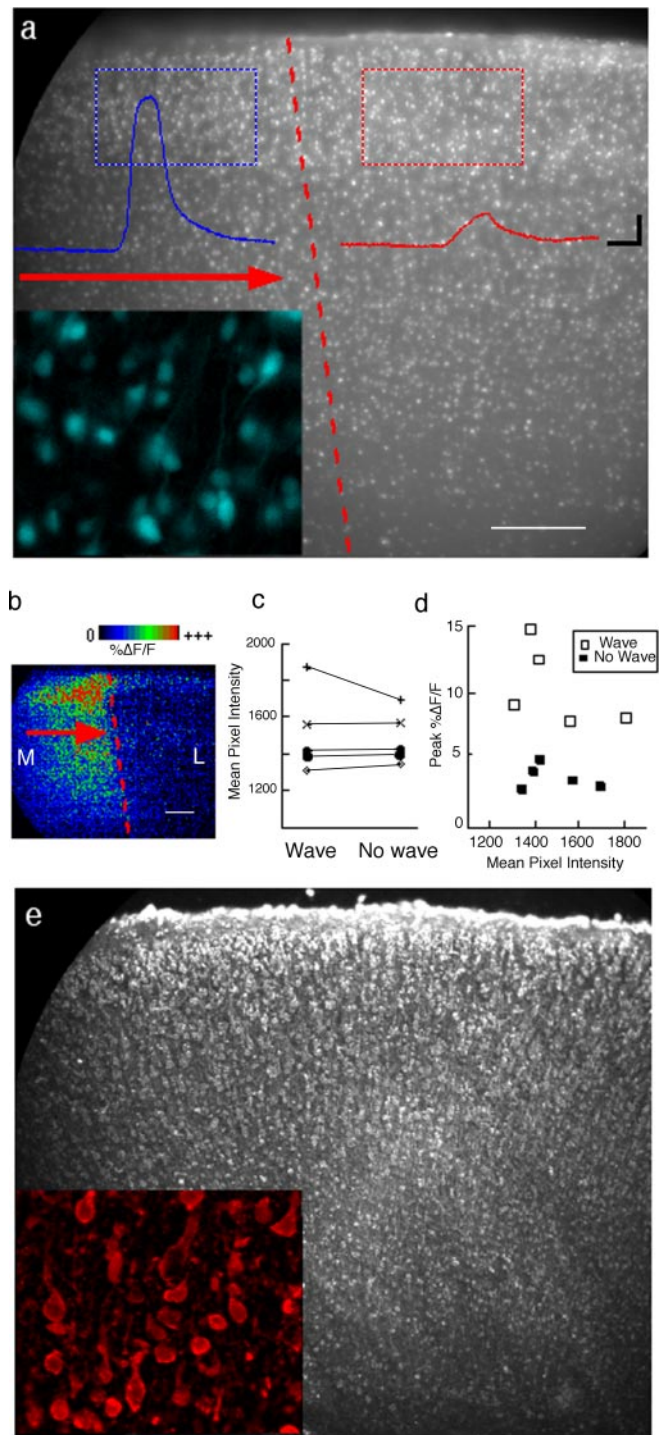 a
b
0 +++
%ΔF/F
M L
c
2000
1600
1200
Mean Pixel Intensity
Wave No wave
d
15
10
5
0
Peak %ΔF/F
Wave
No Wave
1200 1400 1600 1800
Mean Pixel Intensity
e